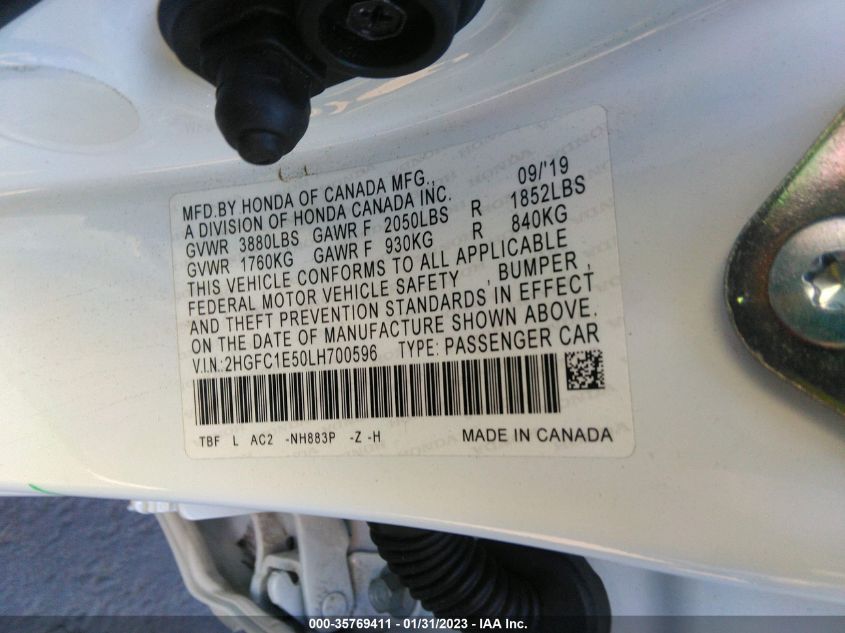 MFD.BY HONDA OF CANADA MFG., 09/'19
A DIVISION OF HONDA CANADA INC.
GVWR 3880LBS GAWR F 2050LBS R 1852LBS
GVWR 1760KG GAWR F 930KG R 840KG
THIS VEHICLE CONFORMS TO ALL APPLICABLE
FEDERAL MOTOR VEHICLE SAFETY , BUMPER ,
AND THEFT PREVENTION STANDARDS IN EFFECT
ON THE DATE OF MANUFACTURE SHOWN ABOVE.
V.I.N.:2HGFC1E50LH700596 TYPE: PASSENGER CAR
TBF L AC2 -NH883P -Z -H MADE IN CANADA
000-35769411 - 01/31/2023 - IAA Inc.